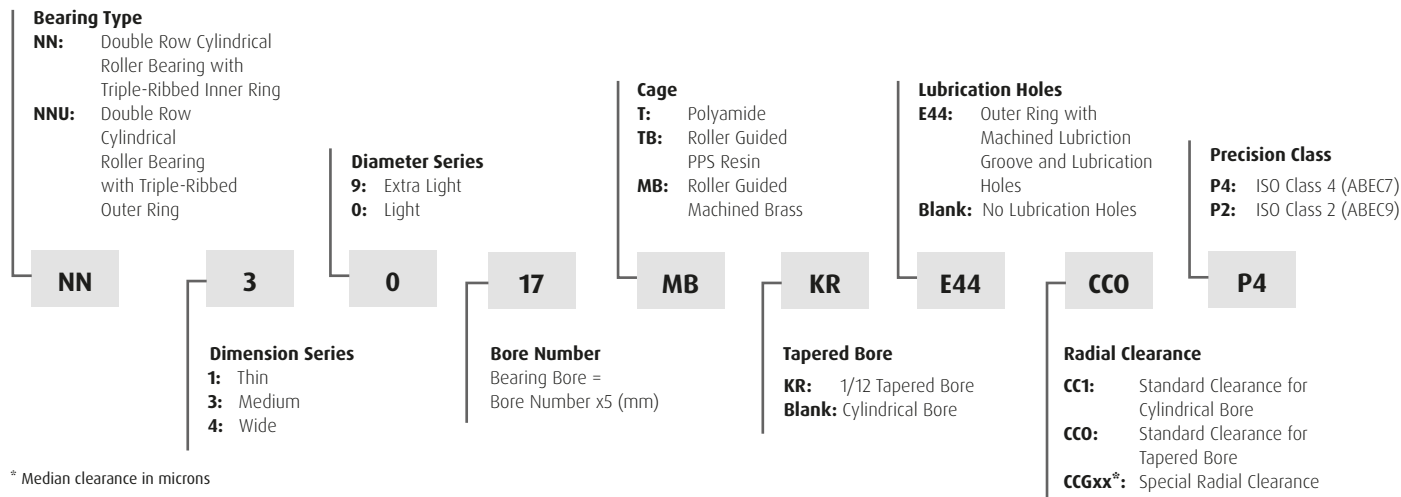 Bearing Type
NN: Double Row Cylindrical
Roller Bearing with
Triple-Ribbed Inner Ring
NNU: Double Row
Cylindrical
Roller Bearing
with Triple-Ribbed
Outer Ring
Diameter Series
9: Extra Light
0: Light
Cage
T: Polyamide
TB: Roller Guided
PPS Resin
MB: Roller Guided
Machined Brass
Lubrication Holes
E44: Outer Ring with
Machined Lubriction
Groove and Lubrication
Holes
Blank: No Lubrication Holes
Precision Class
P4: ISO Class 4 (ABEC7)
P2: ISO Class 2 (ABEC9)
NN 3 0 17 MB KR E44 CC0 P4
Dimension Series
1: Thin
3: Medium
4: Wide
Bore Number
Bearing Bore =
Bore Number x5 (mm)
Tapered Bore
KR: 1/12 Tapered Bore
Blank: Cylindrical Bore
Radial Clearance
CC1: Standard Clearance for
Cylindrical Bore
CC0: Standard Clearance for
Tapered Bore
CCGxx*: Special Radial Clearance
* Median clearance in microns